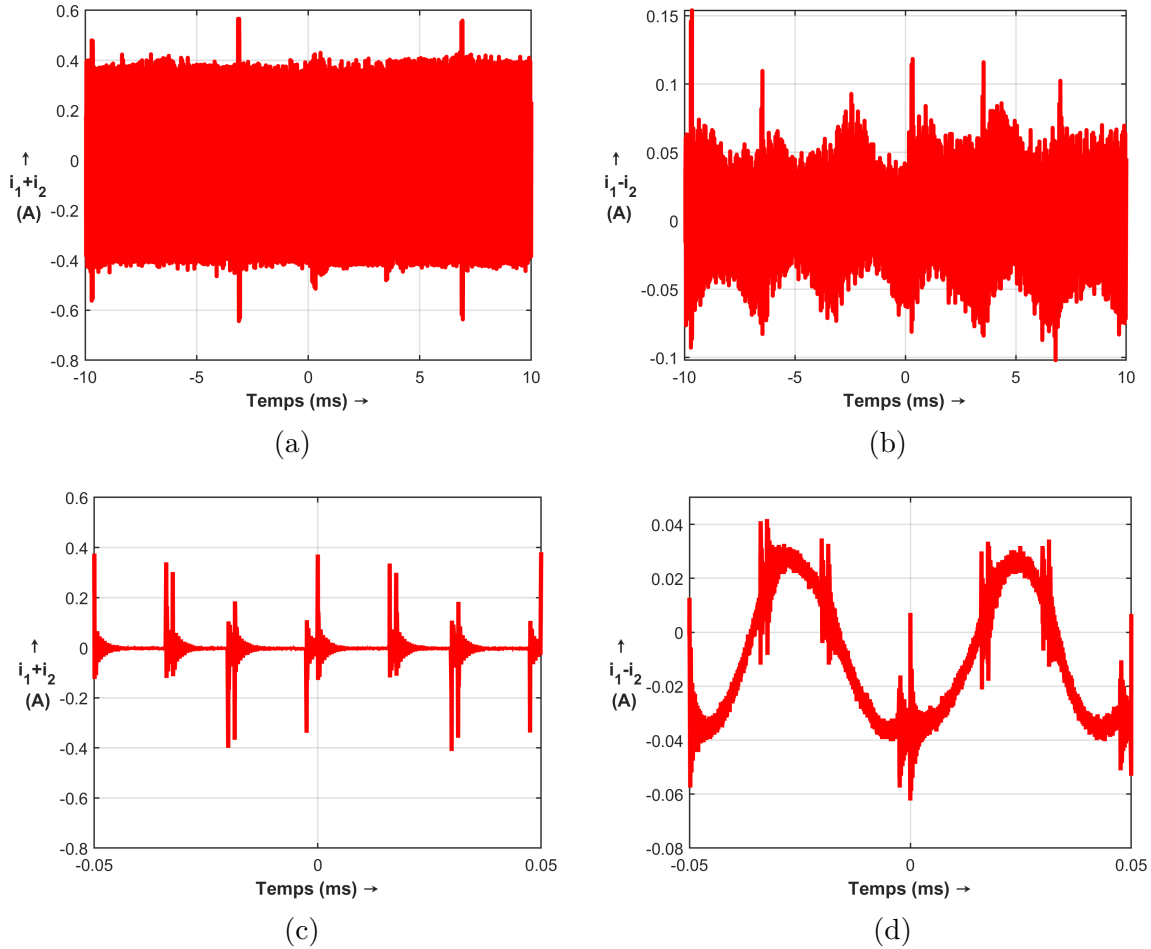 0.6
0.4
0.2
0
-0.2
-0.4
-0.6
-0.8
→
i1+i2
(A)
-10 -5 0 5 10
Temps (ms) →
(a)
0.15
0.1
0.05
0
-0.05
-0.1
→
i1-i2
(A)
-10 -5 0 5 10
Temps (ms) →
(b)
0.6
0.4
0.2
0
-0.2
-0.4
-0.6
-0.8
→
i1+i2
(A)
-0.05 0 0.05
Temps (ms) →
(c)
0.04
0.02
0
-0.02
-0.04
-0.06
-0.08
→
i1-i2
(A)
-0.05 0 0.05
Temps (ms) →
(d)